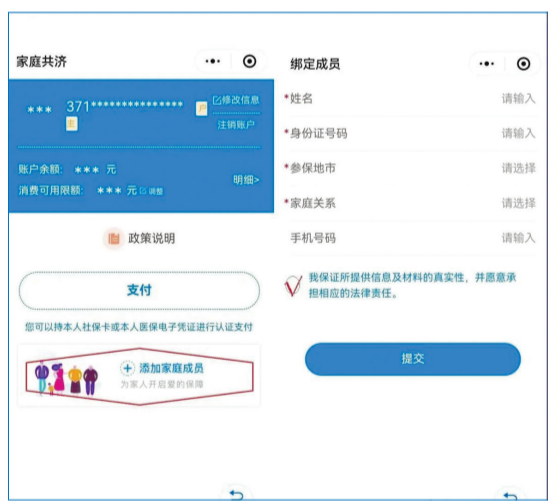 家庭共济
*** 371*************** 户主
修改信息
注销账户
账户余额: *** 元
消费可用限额: *** 元 调整
明细>
政策说明
支付
您可以持本人社保卡或本人医保电子凭证进行认证支付
添加家庭成员
为家人开启爱的保障
绑定成员
*姓名 请输入
*身份证号码 请输入
*参保地市 请选择
*家庭关系 请选择
手机号码 请输入
我保证所提供信息及材料的真实性,并愿意承
担相应的法律责任。
提交